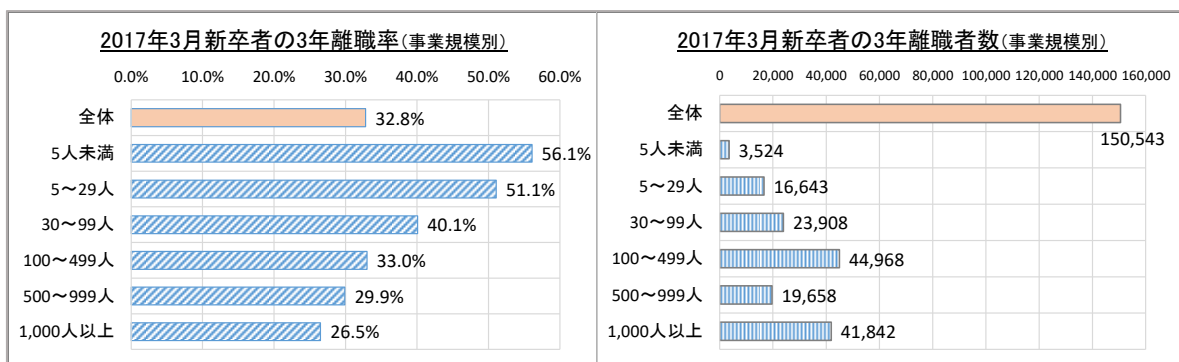 2017年3月新卒者の3年離職率(事業規模別)
0.0% 10.0% 20.0% 30.0% 40.0% 50.0% 60.0%
全体 32.8%
5人未満 56.1%
5～29人 51.1%
30～99人 40.1%
100～499人 33.0%
500～999人 29.9%
1,000人以上 26.5%
2017年3月新卒者の3年離職者数(事業規模別)
0 20,000 40,000 60,000 80,000 100,000 120,000 140,000 160,000
全体 150,543
5人未満 3,524
5～29人 16,643
30～99人 23,908
100～499人 44,968
500～999人 19,658
1,000人以上 41,842